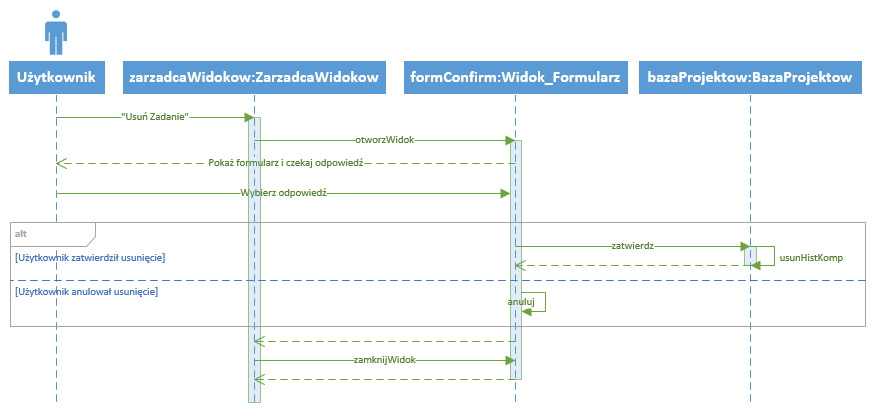 Użytkownik
zarzadcaWidokow:ZarzadcaWidokow
formConfirm:Widok_Formularz
bazaProjektow:BazaProjektow
"Usuń Zadanie"
otworzWidok
Pokaż formularz i czekaj odpowiedź
Wybierz odpowiedź
alt
zatwierdz
[Użytkownik zatwierdził usunięcie]
usunHistKomp
[Użytkownik anulował usunięcie]
anuluj
zamknijWidok